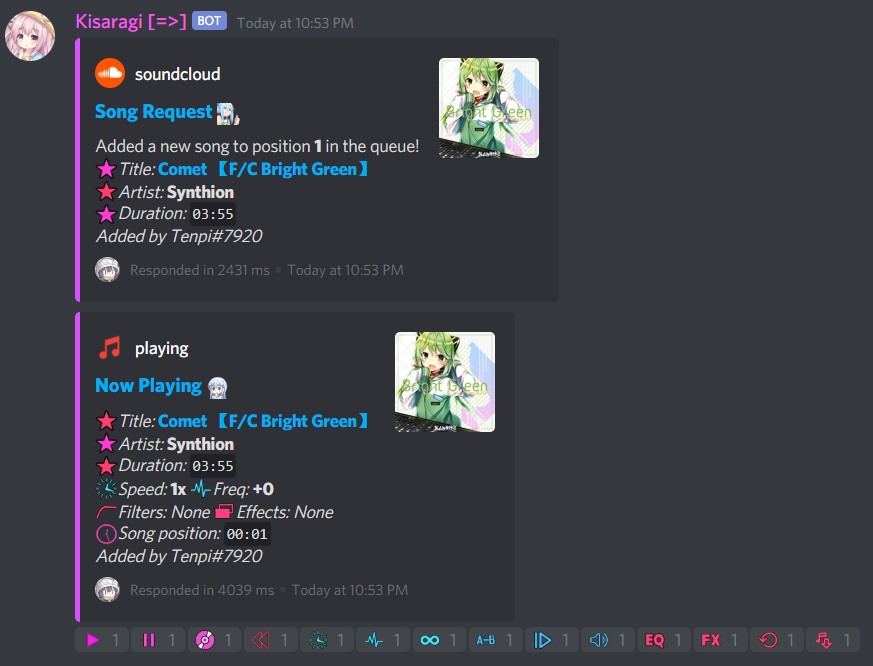 Kisaragi [=>] BOT Today at 10:53 PM
soundcloud
Song Request
Added a new song to position 1 in the queue!
Title: Comet 【F/C Bright Green】
Artist: Synthion
Duration: 03:55
Added by Tenpi#7920
Responded in 2431 ms • Today at 10:53 PM
Bright Green
playing
Now Playing
Title: Comet 【F/C Bright Green】
Artist: Synthion
Duration: 03:55
Speed: 1x Freq: +0
Filters: None Effects: None
Song position: 00:01
Added by Tenpi#7920
Responded in 4039 ms • Today at 10:53 PM
Bright Green
1 1 1 1 1 1 1 A-B 1 1 1 EQ 1 FX 1 1 1